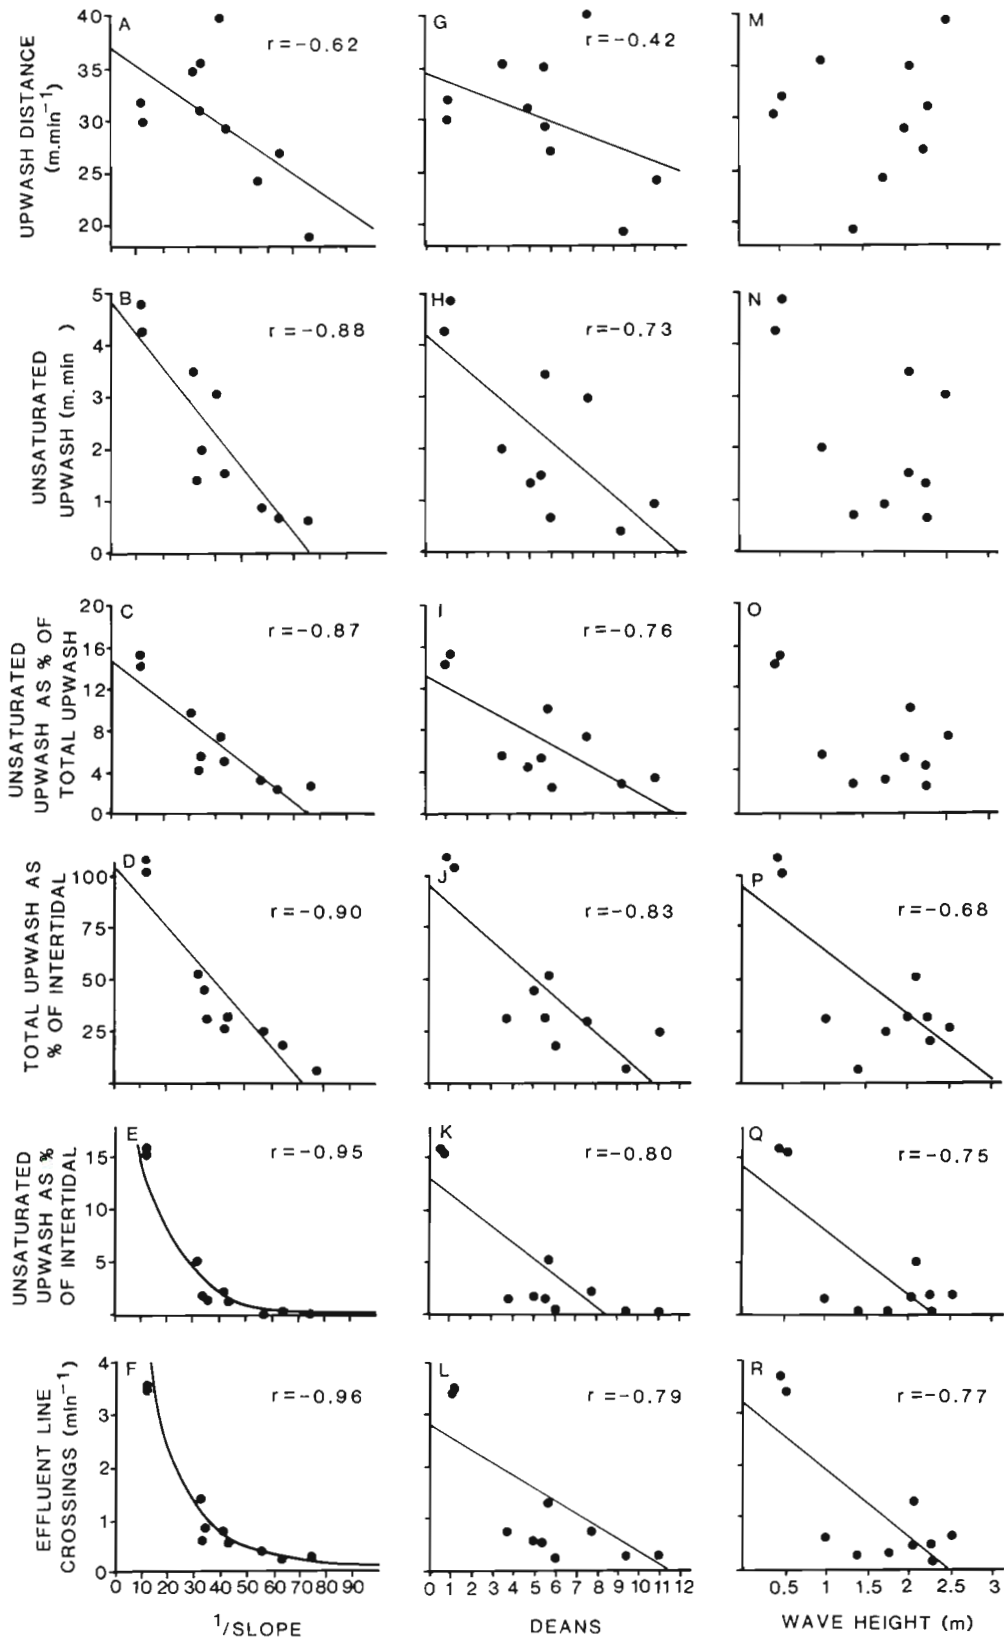 A
r=-0.62
G
r=-0.42
M
UPWASH DISTANCE
(m.min⁻¹)
40
35
30
25
20
B
r=-0.88
H
r=-0.73
N
UNSATURATED
UPWASH (m.min )
5
4
3
2
1
0
C
r=-0.87
I
r=-0.76
O
UNSATURATED
UPWASH AS % OF
TOTAL UPWASH
20
16
12
8
4
0
D
r=-0.90
J
r=-0.83
P
r=-0.68
TOTAL UPWASH AS
% OF INTERTIDAL
100
75
50
25
E
r=-0.95
K
r=-0.80
Q
r=-0.75
UNSATURATED
UPWASH AS %
OF INTERTIDAL
15
10
5
F
r=-0.96
L
r=-0.79
R
r=-0.77
EFFLUENT LINE
CROSSINGS (min⁻¹)
4
3
2
1
0
0 10 20 30 40 50 60 70 80 90
0 1 2 3 4 5 6 7 8 9 10 11 12
0.5 1 1.5 2 2.5 3
1/SLOPE
DEANS
WAVE HEIGHT (m)